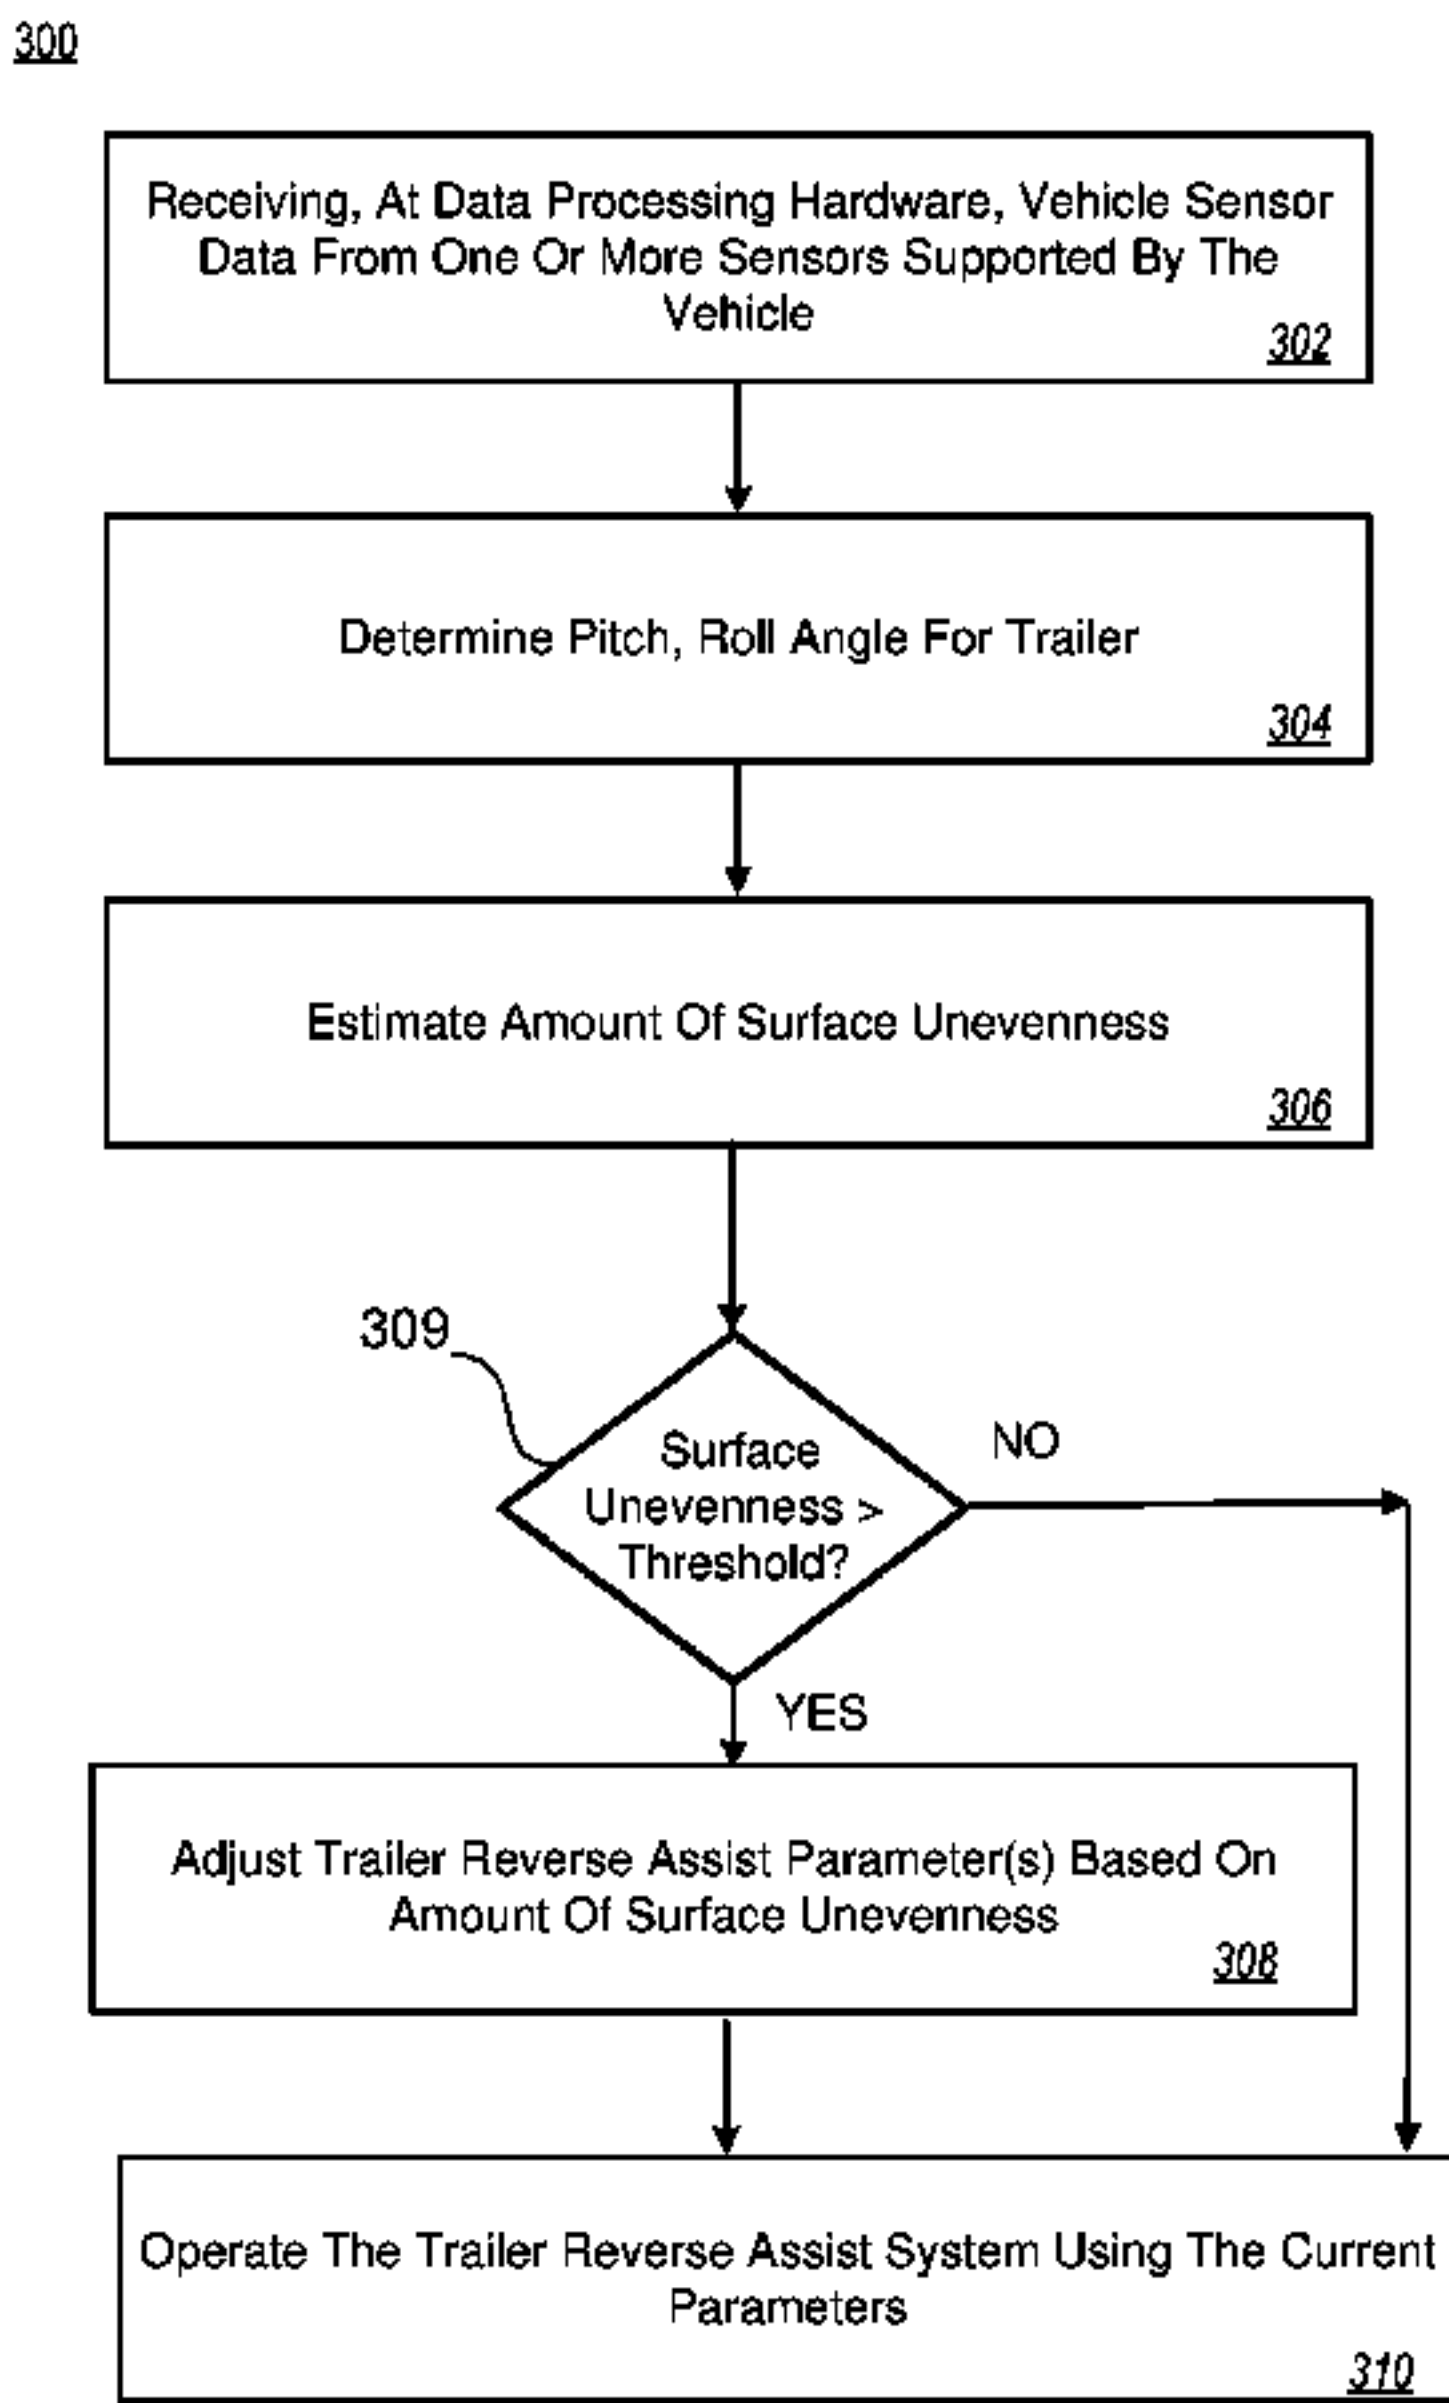 300
Receiving, At Data Processing Hardware, Vehicle Sensor
Data From One Or More Sensors Supported By The
Vehicle
302
Determine Pitch, Roll Angle For Trailer
304
Estimate Amount Of Surface Unevenness
306
309
Surface
Unevenness >
Threshold?
NO
YES
Adjust Trailer Reverse Assist Parameter(s) Based On
Amount Of Surface Unevenness
308
Operate The Trailer Reverse Assist System Using The Current
Parameters
310